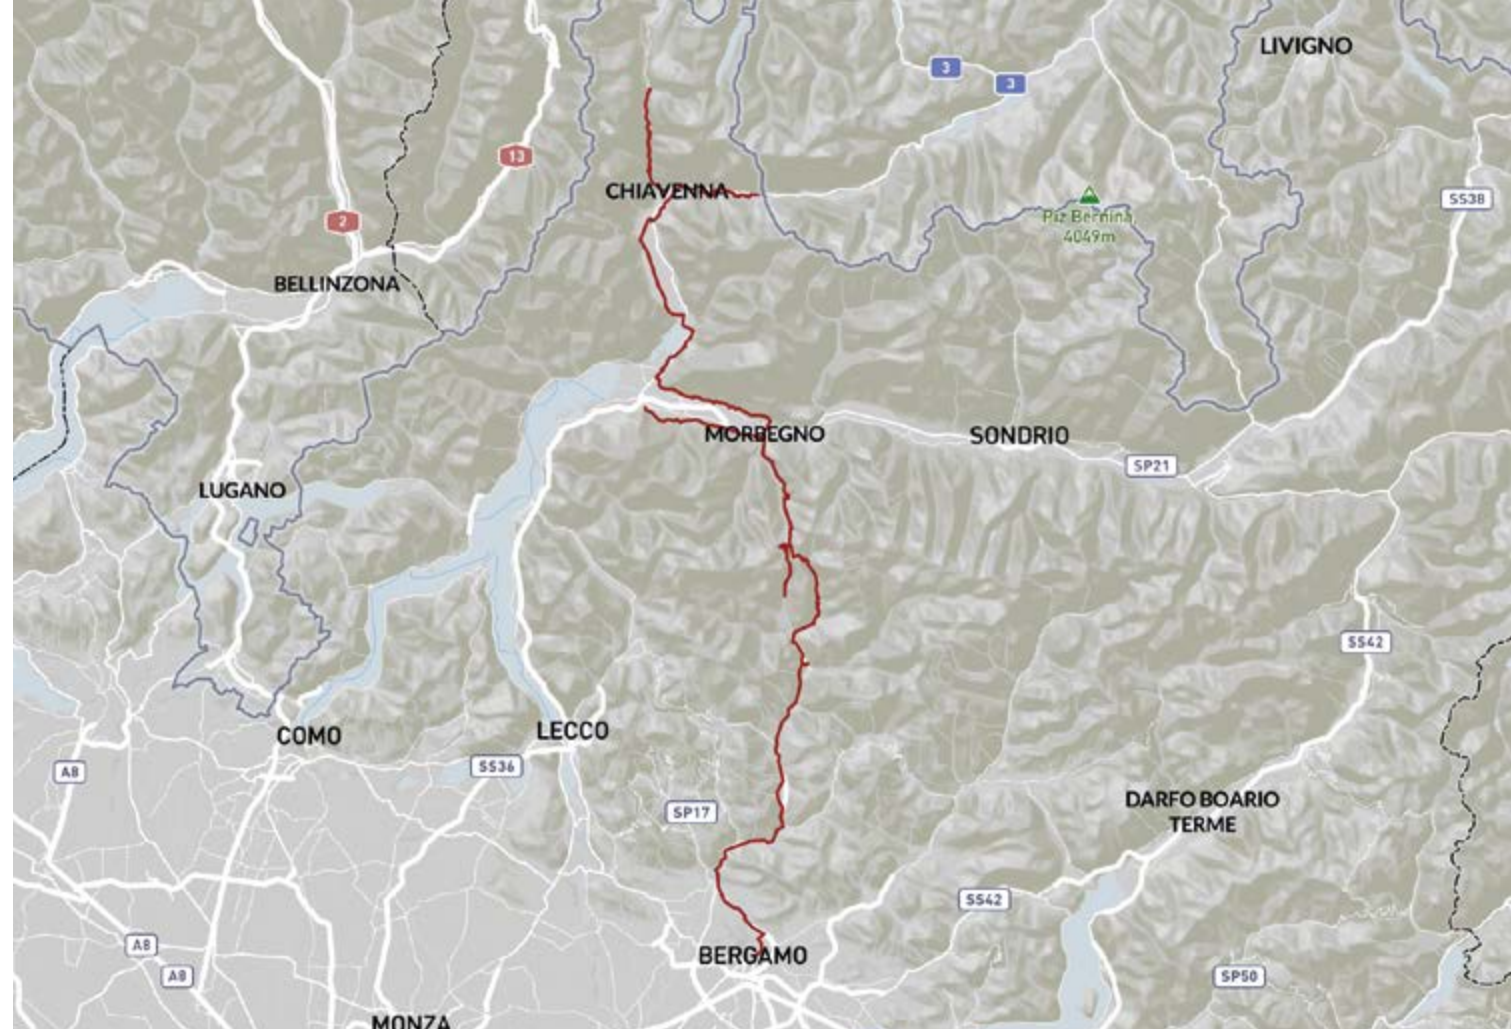 LIVIGNO
3
3
13
CHIAVENNA
SS38
2
Piz Bernina
4049m
BELLINZONA
MORBEGNO
SONDRIO
SP21
LUGANO
SS42
COMO
LECCO
SS36
A8
DARFO BOARIO
TERME
SP17
SS42
A8
BERGAMO
A8
SP50
MONZA